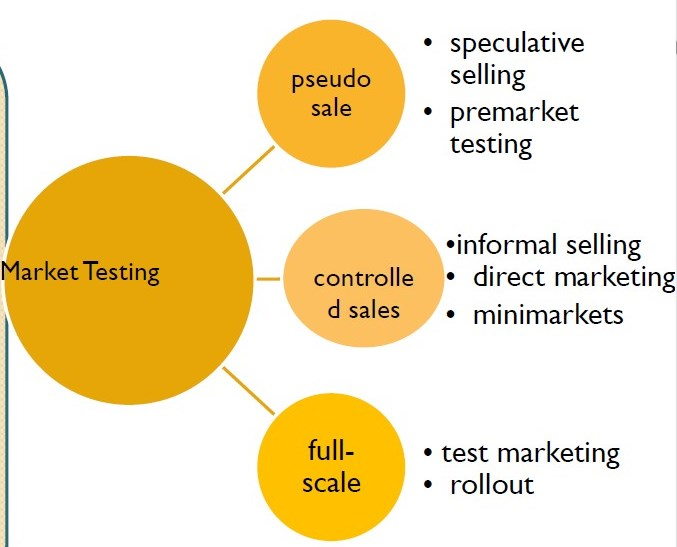 Market Testing
pseudo
sale
• speculative
selling
• premarket
testing
controlle
d sales
•informal selling
• direct marketing
• minimarkets
full-
scale
• test marketing
• rollout